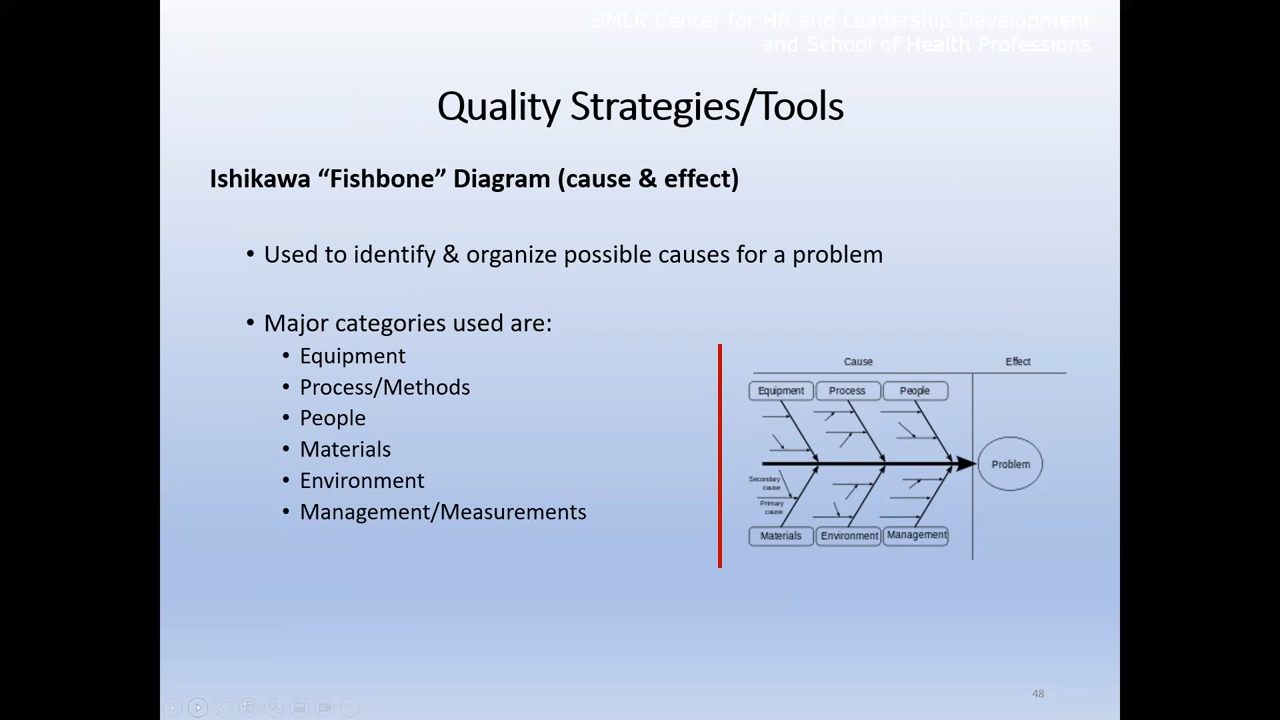 SMLR Center for HR and Leadership Development
and School of Health Professions
Quality Strategies/Tools
Ishikawa “Fishbone” Diagram (cause & effect)
• Used to identify & organize possible causes for a problem
• Major categories used are:
• Equipment
• Process/Methods
• People
• Materials
• Environment
• Management/Measurements
Cause
Effect
Equipment
Process
People
Problem
Secondary
cause
Primary
cause
Materials
Environment
Management
48